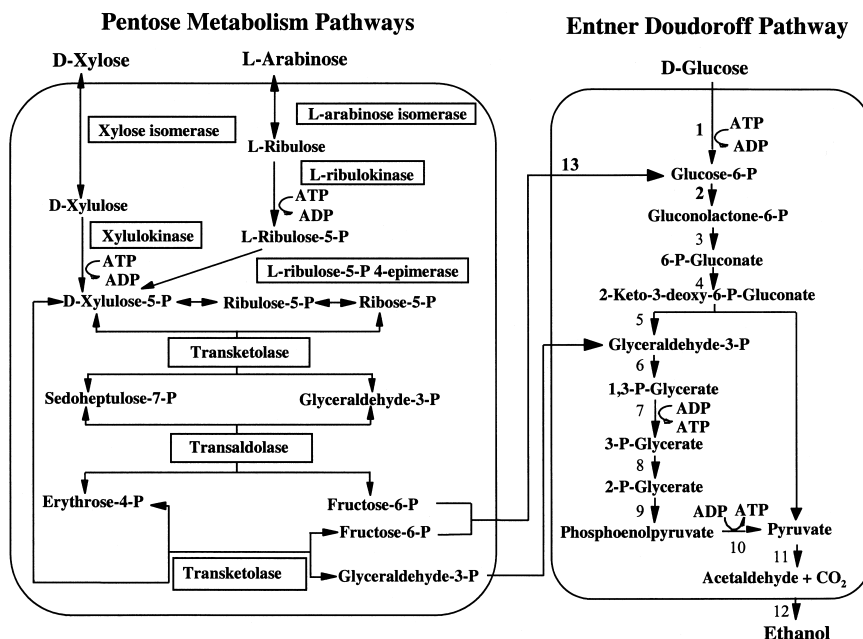 Pentose Metabolism Pathways
D-Xylose
L-Arabinose
Xylose isomerase
L-arabinose isomerase
L-Ribulose
L-ribulokinase
ATP
ADP
D-Xylulose
L-Ribulose-5-P
Xylulokinase
ATP
ADP
L-ribulose-5-P 4-epimerase
D-Xylulose-5-P
Ribulose-5-P
Ribose-5-P
Transketolase
Sedoheptulose-7-P
Glyceraldehyde-3-P
Transaldolase
Erythrose-4-P
Fructose-6-P
Fructose-6-P
Transketolase
Glyceraldehyde-3-P
Entner Doudoroff Pathway
D-Glucose
1
ATP
ADP
13
Glucose-6-P
2
Gluconolactone-6-P
3
6-P-Gluconate
4
2-Keto-3-deoxy-6-P-Gluconate
5
Glyceraldehyde-3-P
6
1,3-P-Glycerate
7
ADP
ATP
3-P-Glycerate
8
2-P-Glycerate
9
ADP
ATP
Phosphoenolpyruvate
10
Pyruvate
11
Acetaldehyde + CO₂
12
Ethanol